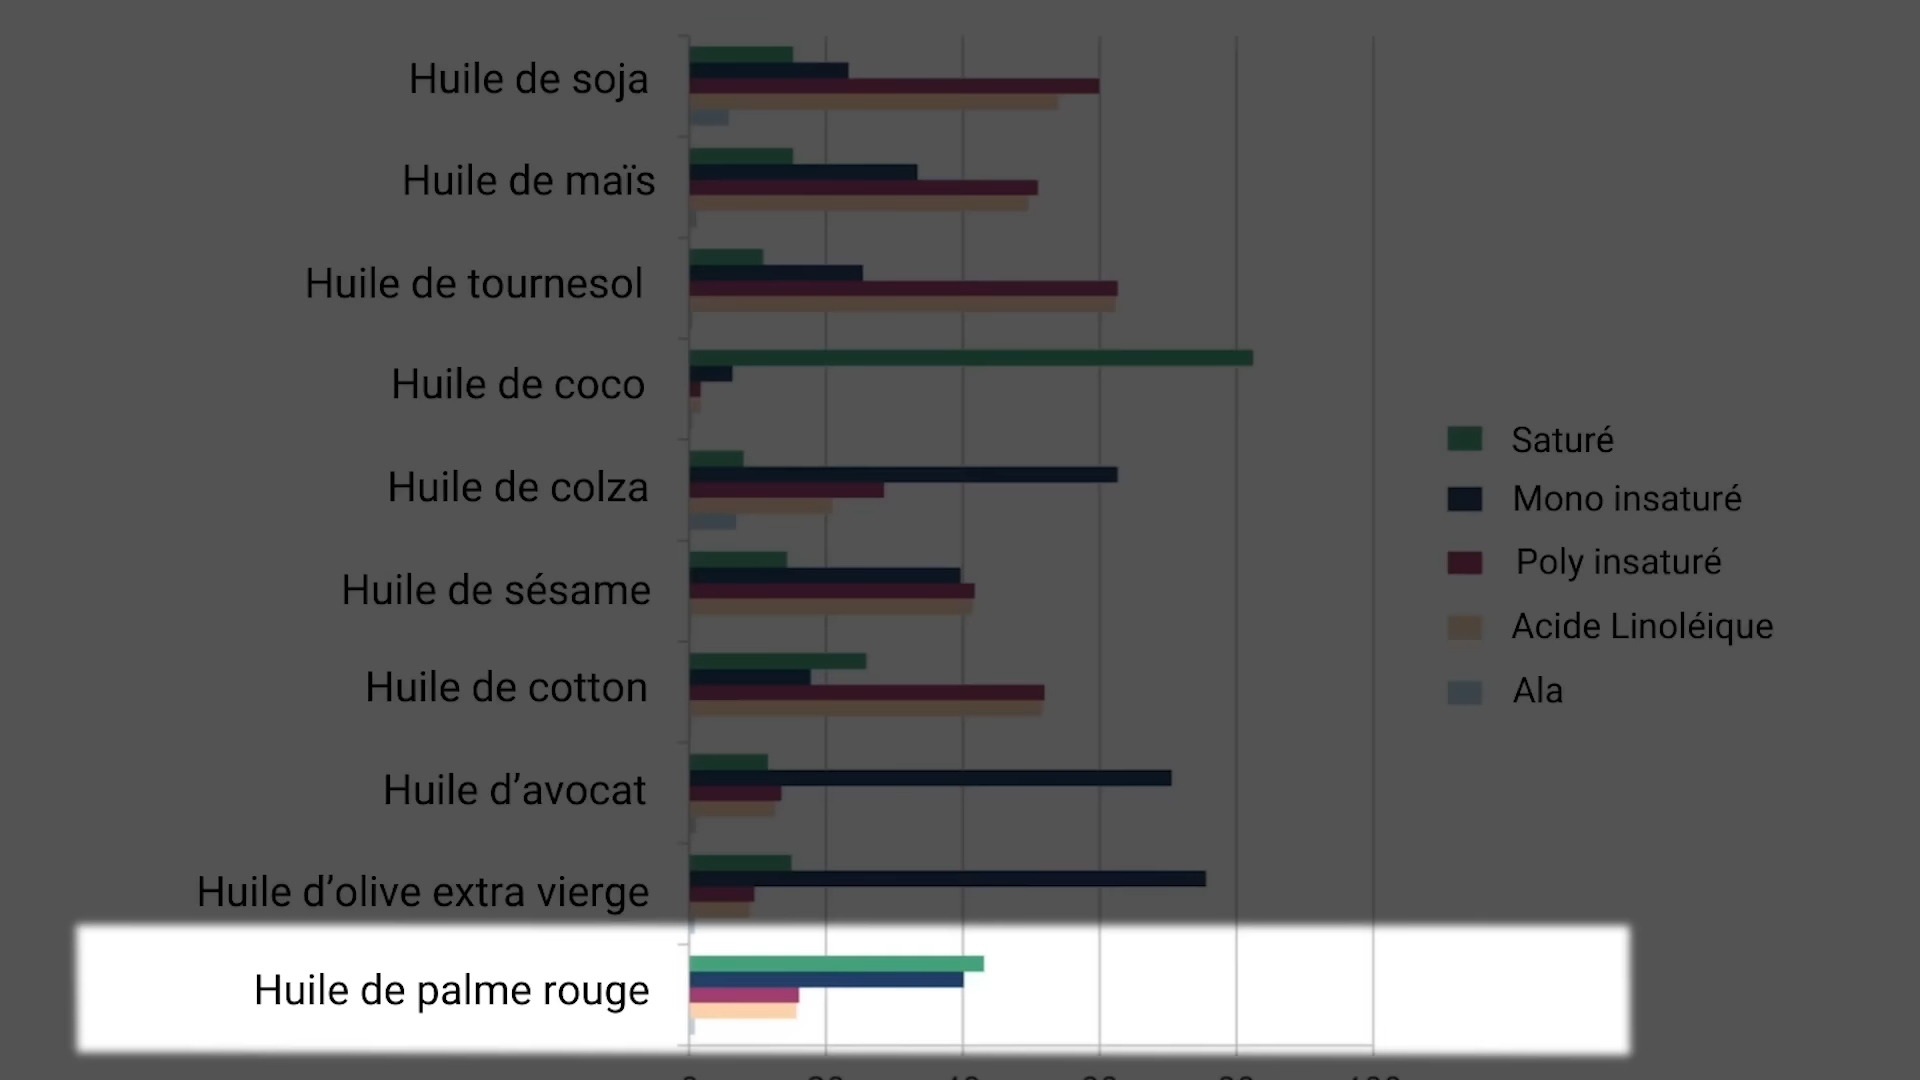 Huile de soja
Huile de maïs
Huile de tournesol
Huile de coco
Huile de colza
Huile de sésame
Huile de cotton
Huile d’avocat
Huile d’olive extra vierge
Huile de palme rouge
Saturé
Mono insaturé
Poly insaturé
Acide Linoléique
Ala